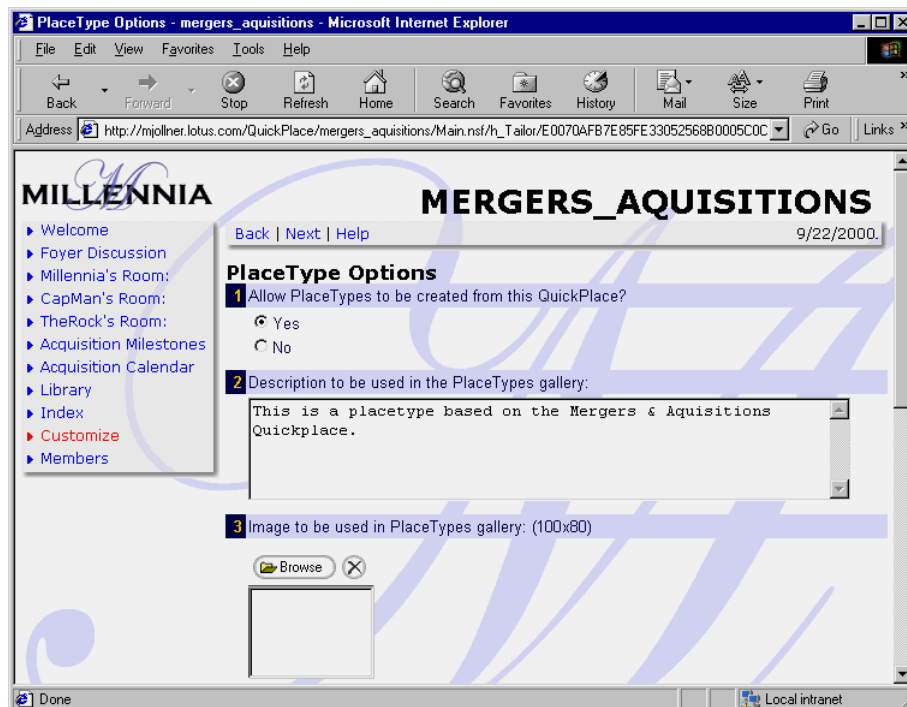 PlaceType Options - mergers_aquisitions - Microsoft Internet Explorer
File Edit View Favorites Tools Help
Back Forward Stop Refresh Home Search Favorites History Mail Size Print
Address http://mjollner.lotus.com/QuickPlace/mergers_aquisitions/Main.nsf/h_Tailor/E0070AFB7E85FE33052568B0005C0C Go Links
MILLENNIA
MERGERS_AQUISITIONS
Welcome
Foyer Discussion
Millennia's Room:
CapMan's Room:
TheRock's Room:
Acquisition Milestones
Acquisition Calendar
Library
Index
Customize
Members
Back | Next | Help
9/22/2000.
PlaceType Options
1 Allow PlaceTypes to be created from this QuickPlace?
Yes
No
2 Description to be used in the PlaceTypes gallery:
This is a placetype based on the Mergers & Aquisitions
Quickplace.
3 Image to be used in PlaceTypes gallery: (100x80)
Browse
Done
Local intranet